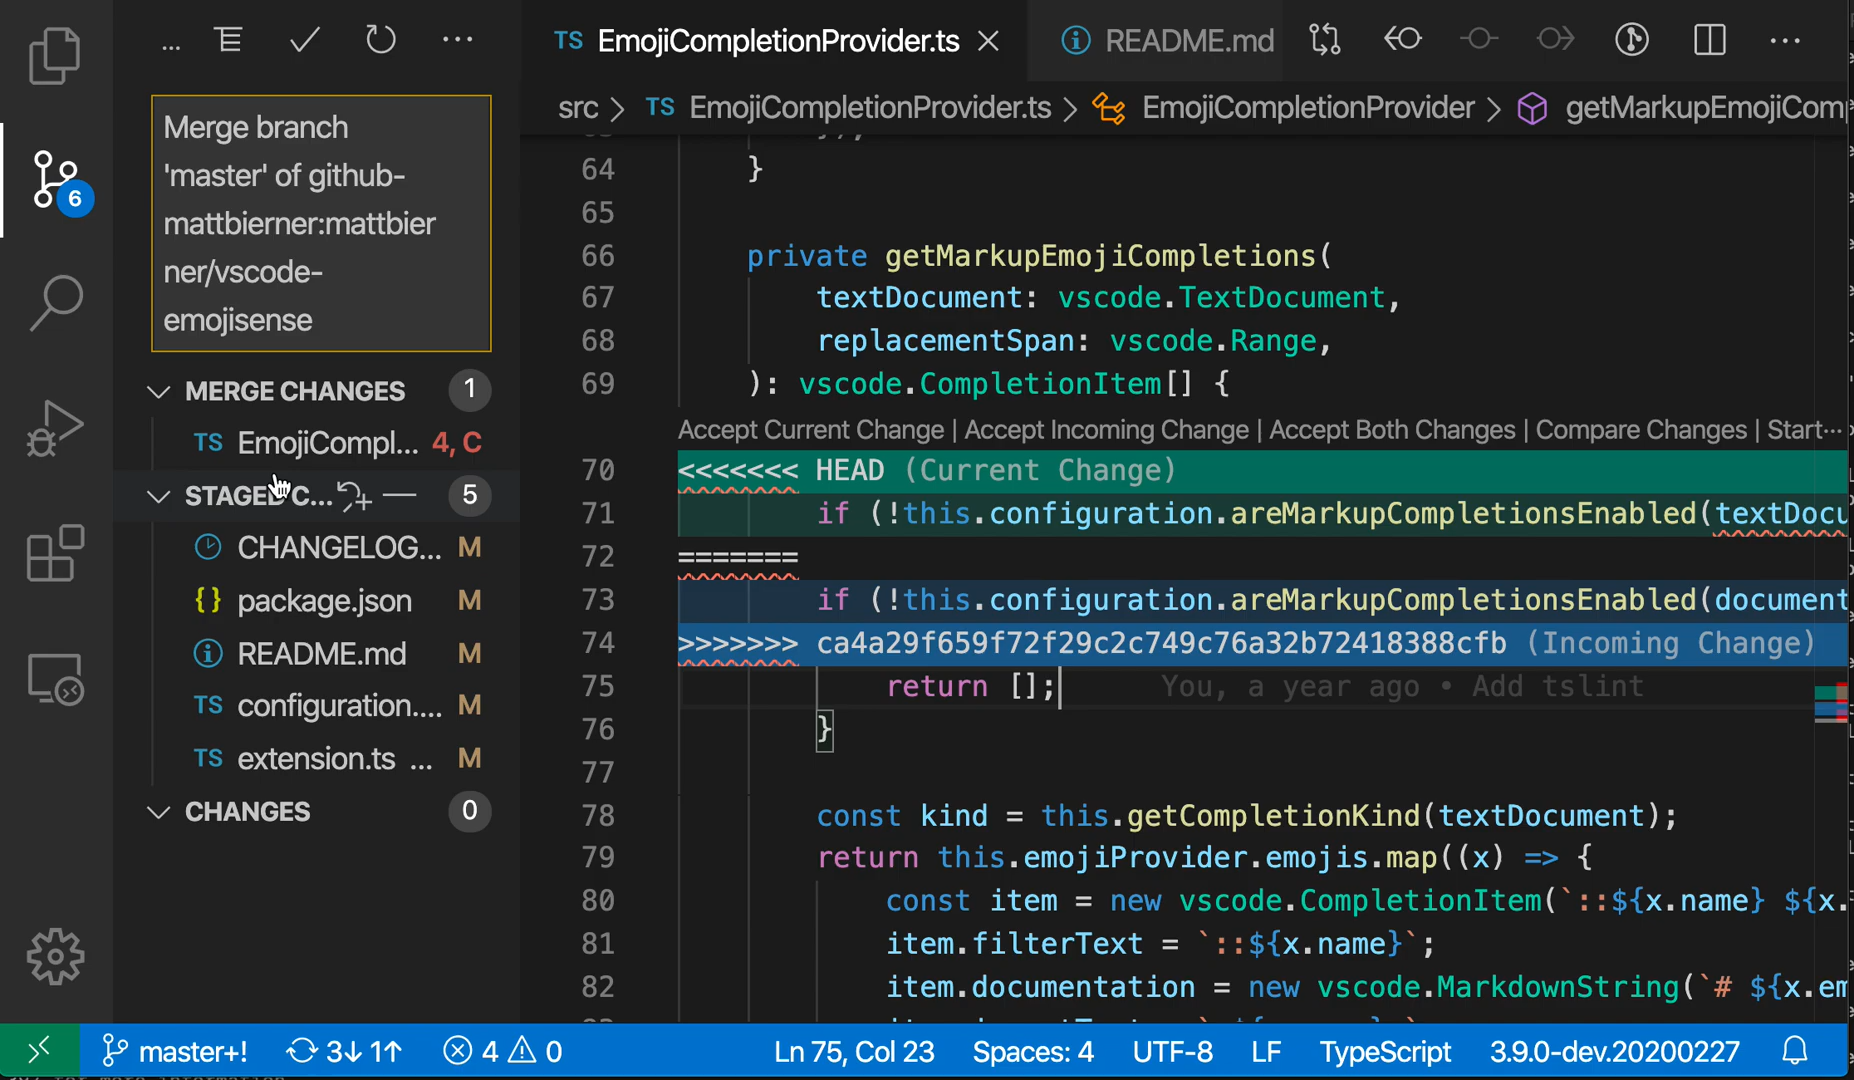 ...
TS EmojiCompletionProvider.ts
README.md
src > TS EmojiCompletionProvider.ts > EmojiCompletionProvider > getMarkupEmojiCom
6
Merge branch
'master' of github-
mattbierner:mattbier
ner/vscode-
emojisense
MERGE CHANGES 1
TS EmojiCompl... 4, C
STAGED C... 5
CHANGELOG... M
{} package.json M
README.md M
TS configuration.... M
TS extension.ts ... M
CHANGES 0
64 }
65
66 private getMarkupEmojiCompletions(
67 textDocument: vscode.TextDocument,
68 replacementSpan: vscode.Range,
69 ): vscode.CompletionItem[] {
Accept Current Change | Accept Incoming Change | Accept Both Changes | Compare Changes | Start...
70 <<<<<<< HEAD (Current Change)
71 if (!this.configuration.areMarkupCompletionsEnabled(textDocu
72 =======
73 if (!this.configuration.areMarkupCompletionsEnabled(document
74 >>>>>>> ca4a29f659f72f29c2c749c76a32b72418388cfb (Incoming Change)
75 return []; You, a year ago • Add tslint
76 }
77
78 const kind = this.getCompletionKind(textDocument);
79 return this.emojiProvider.emojis.map((x) => {
80 const item = new vscode.CompletionItem(`::${x.name} ${x.
81 item.filterText = `::${x.name}`;
82 item.documentation = new vscode.MarkdownString(`# ${x.em
master+! 3↓ 1↑ 4 0 Ln 75, Col 23 Spaces: 4 UTF-8 LF TypeScript 3.9.0-dev.20200227